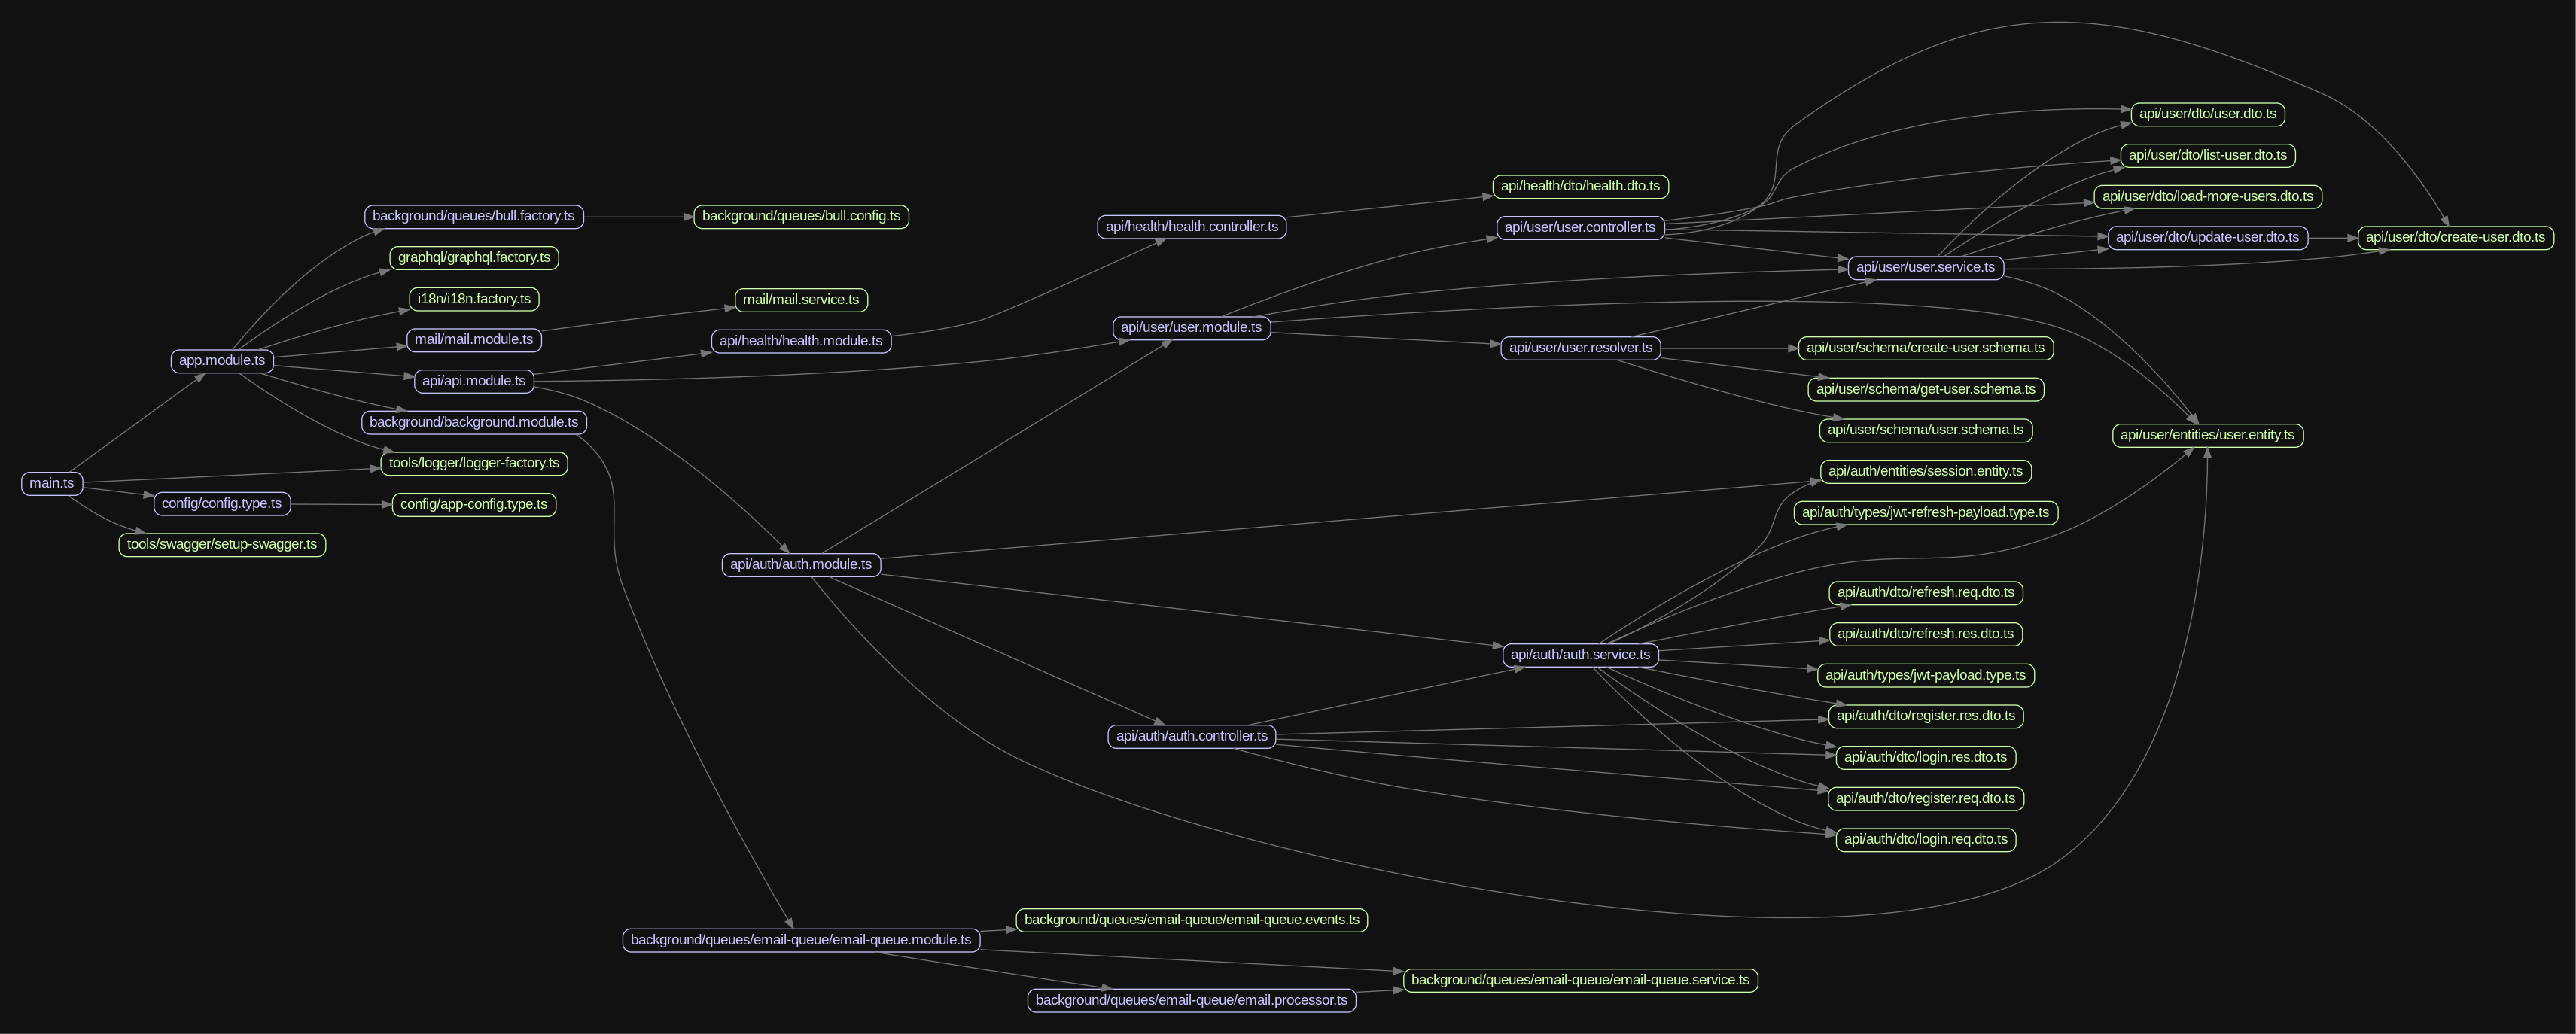 main.ts
app.module.ts
config/config.type.ts
tools/swagger/setup-swagger.ts
background/queues/bull.factory.ts
graphql/graphql.factory.ts
i18n/i18n.factory.ts
mail/mail.module.ts
api/api.module.ts
background/background.module.ts
tools/logger/logger-factory.ts
config/app-config.type.ts
background/queues/bull.config.ts
mail/mail.service.ts
api/health/health.module.ts
api/auth/auth.module.ts
background/queues/email-queue/email-queue.module.ts
api/health/health.controller.ts
api/user/user.module.ts
api/auth/auth.controller.ts
background/queues/email-queue/email-queue.events.ts
background/queues/email-queue/email.processor.ts
api/health/dto/health.dto.ts
api/user/user.controller.ts
api/user/user.resolver.ts
api/auth/auth.service.ts
background/queues/email-queue/email-queue.service.ts
api/user/user.service.ts
api/user/schema/create-user.schema.ts
api/user/schema/get-user.schema.ts
api/user/schema/user.schema.ts
api/auth/entities/session.entity.ts
api/auth/types/jwt-refresh-payload.type.ts
api/auth/dto/refresh.req.dto.ts
api/auth/dto/refresh.res.dto.ts
api/auth/types/jwt-payload.type.ts
api/auth/dto/register.res.dto.ts
api/auth/dto/login.res.dto.ts
api/auth/dto/register.req.dto.ts
api/auth/dto/login.req.dto.ts
api/user/dto/user.dto.ts
api/user/dto/list-user.dto.ts
api/user/dto/load-more-users.dto.ts
api/user/dto/update-user.dto.ts
api/user/entities/user.entity.ts
api/user/dto/create-user.dto.ts